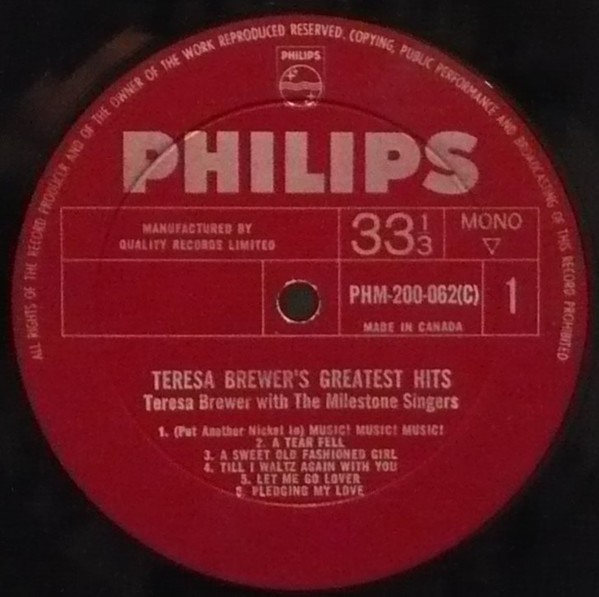 ALL RIGHTS OF THE RECORD PRODUCER AND OF THE OWNER OF THE WORK REPRODUCED RESERVED. COPYING, PUBLIC PERFORMANCE AND BROADCASTING OF THIS RECORD PROHIBITED
PHILIPS
PHILIPS
MANUFACTURED BY
QUALITY RECORDS LIMITED
33 1/3
MONO
PHM-200-062(C)
1
MADE IN CANADA
TERESA BREWER'S GREATEST HITS
Teresa Brewer with The Milestone Singers
1. (Put Another Nickel In) MUSIC! MUSIC! MUSIC!
2. A TEAR FELL
3. A SWEET OLD FASHIONED GIRL
4. TILL I WALTZ AGAIN WITH YOU
5. LET ME GO LOVER
6. PLEDGING MY LOVE